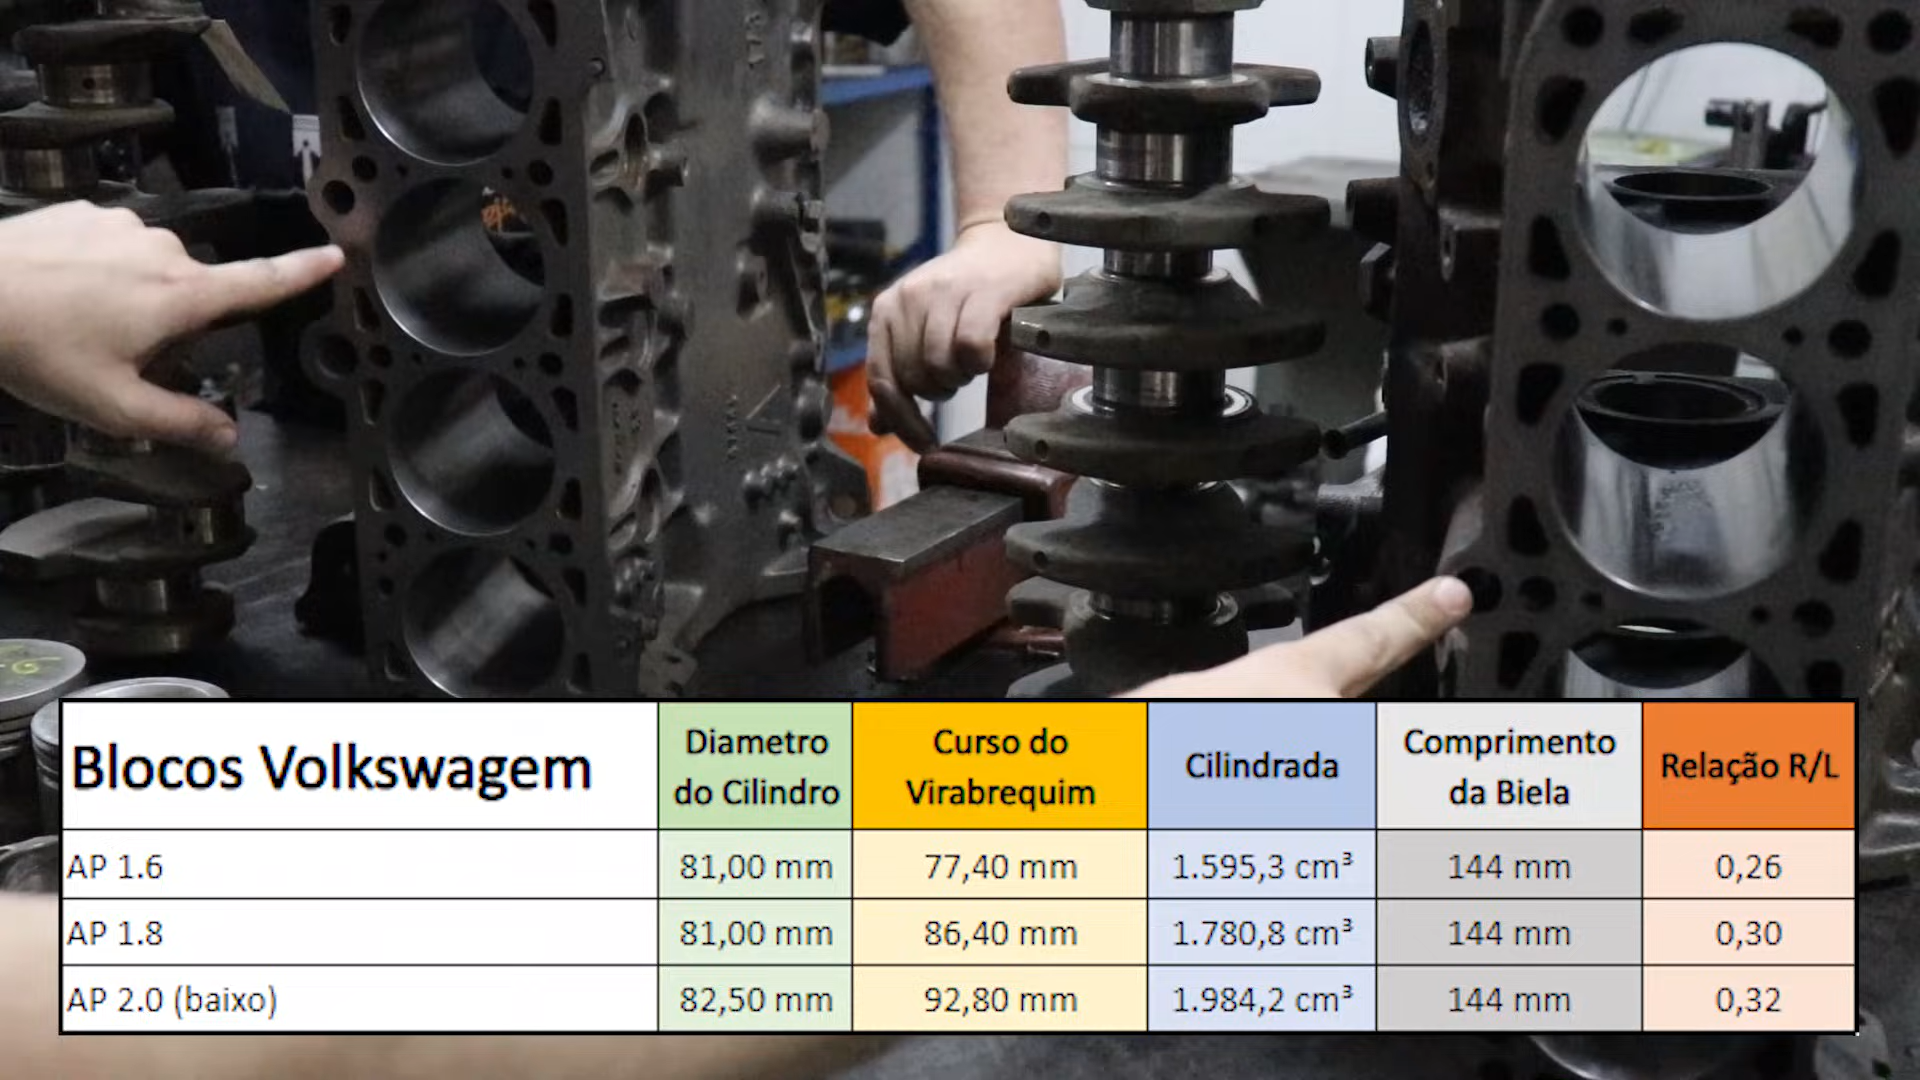 Blocos Volkswagem
Diametro
do Cilindro
Curso do
Virabrequim
Cilindrada
Comprimento
da Biela
Relação R/L
AP 1.6 81,00 mm 77,40 mm 1.595,3 cm³ 144 mm 0,26
AP 1.8 81,00 mm 86,40 mm 1.780,8 cm³ 144 mm 0,30
AP 2.0 (baixo) 82,50 mm 92,80 mm 1.984,2 cm³ 144 mm 0,32